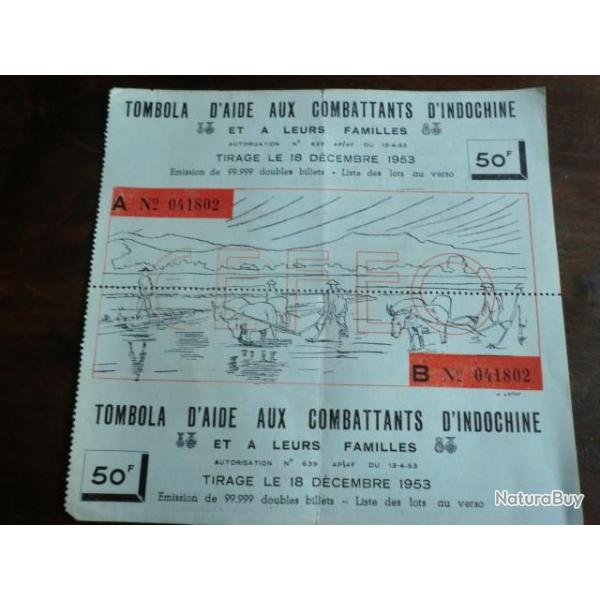 TOMBOLA D'AIDE AUX COMBATTANTS D'INDOCHINE
ET A LEURS FAMILLES
AUTORISATION N° 639 AP/AF DU 13-4-53
TIRAGE LE 18 DÉCEMBRE 1953
50F
Emission de 99.999 doubles billets - Liste des lots au verso
A No 041802
CEFEO
B No 041802
TOMBOLA D'AIDE AUX COMBATTANTS D'INDOCHINE
ET A LEURS FAMILLES
AUTORISATION N° 639 AP/AF DU 13-4-53
50F
TIRAGE LE 18 DÉCEMBRE 1953
Emission de 99.999 doubles billets - Liste des lots au verso
NaturaBuy